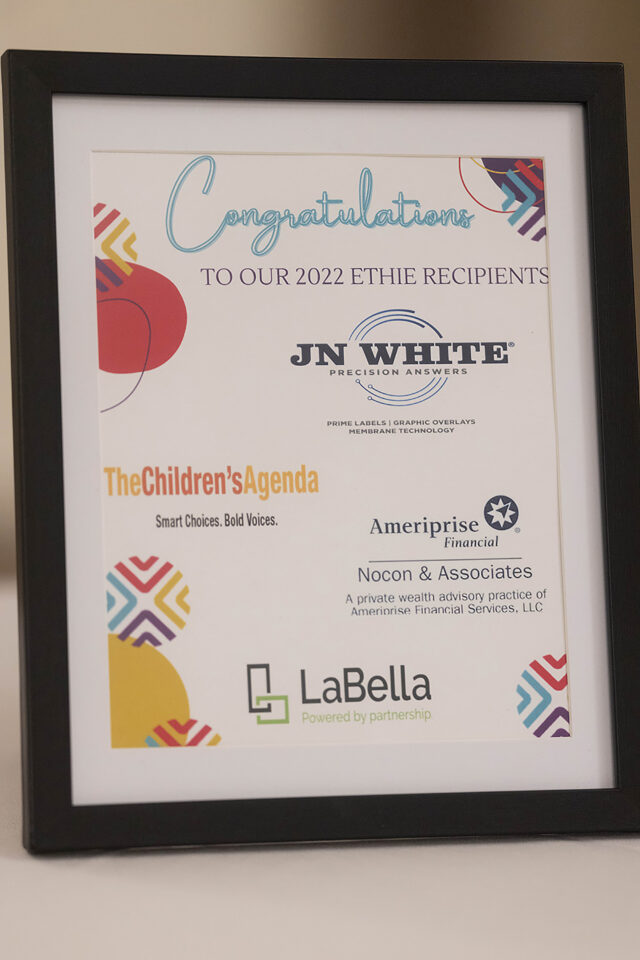 Congratulations
TO OUR 2022 ETHIE RECIPIENTS
JN WHITE®
PRECISION ANSWERS
PRIME LABELS | GRAPHIC OVERLAYS
MEMBRANE TECHNOLOGY
TheChildren'sAgenda
Smart Choices. Bold Voices.
Ameriprise®
Financial
Nocon & Associates
A private wealth advisory practice of
Ameriprise Financial Services, LLC
LaBella
Powered by partnership